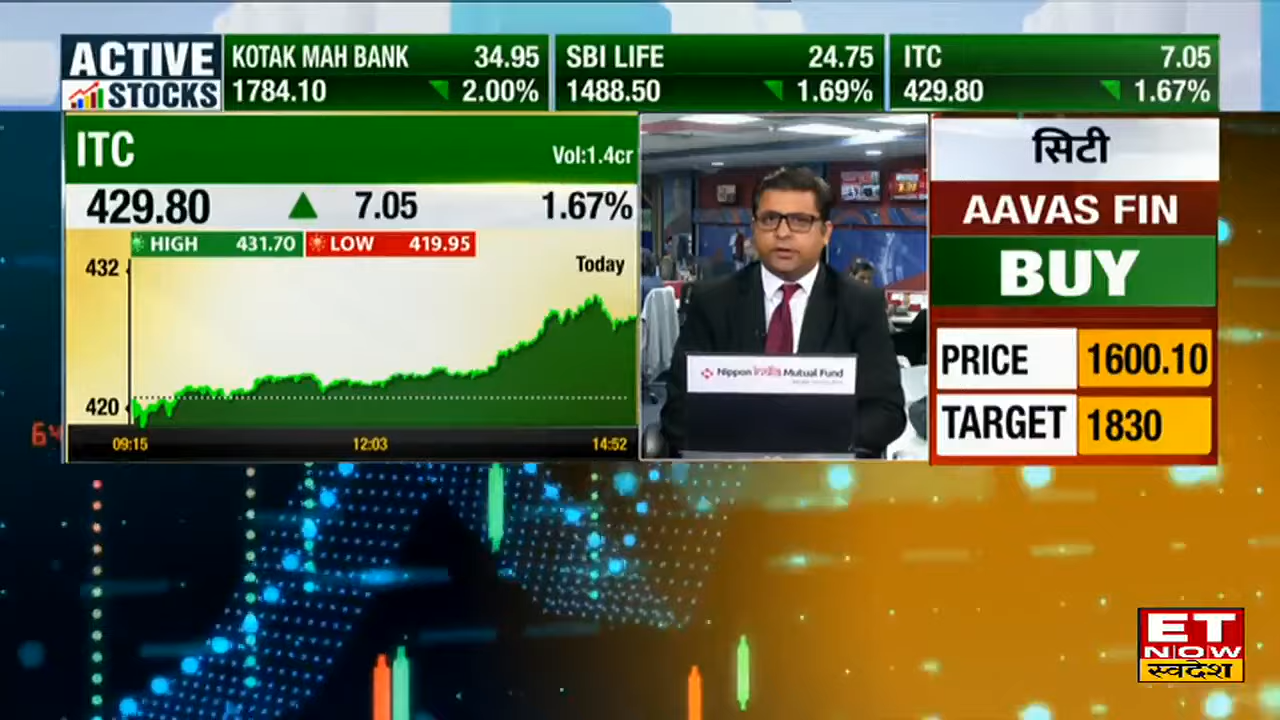 ACTIVE
STOCKS
KOTAK MAH BANK 34.95
1784.10 2.00%
SBI LIFE 24.75
1488.50 1.69%
ITC 7.05
429.80 1.67%
ITC
Vol:1.4cr
429.80 7.05 1.67%
HIGH 431.70 LOW 419.95
Today
432
420
09:15 12:03 14:52
Nippon india Mutual Fund
सिटी
AAVAS FIN
BUY
PRICE 1600.10
TARGET 1830
ET
NOW
स्वदेश